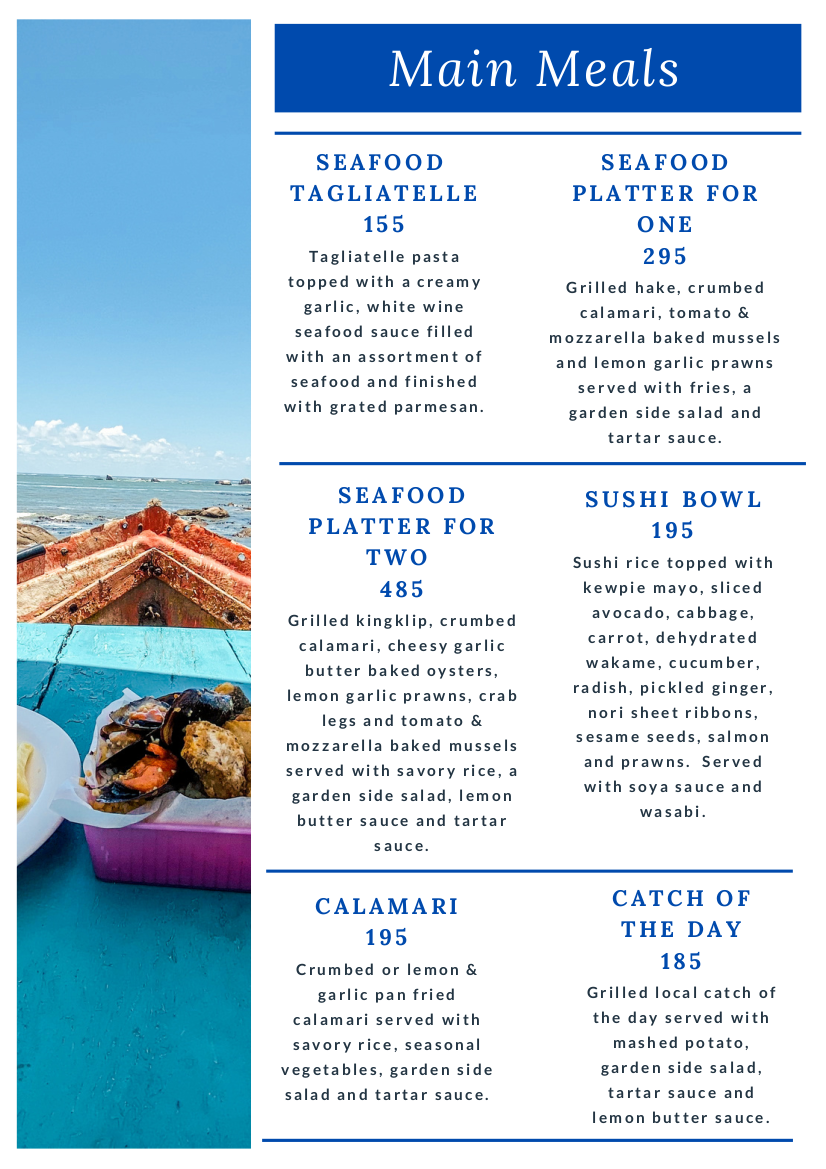 Main Meals
SEAFOOD
TAGLIATELLE
155
Tagliatelle pasta
topped with a creamy
garlic, white wine
seafood sauce filled
with an assortment of
seafood and finished
with grated parmesan.
SEAFOOD
PLATTER FOR
ONE
295
Grilled hake, crumbed
calamari, tomato &
mozzarella baked mussels
and lemon garlic prawns
served with fries, a
garden side salad and
tartar sauce.
SEAFOOD
PLATTER FOR
TWO
485
Grilled kingklip, crumbed
calamari, cheesy garlic
butter baked oysters,
lemon garlic prawns, crab
legs and tomato &
mozzarella baked mussels
served with savory rice, a
garden side salad, lemon
butter sauce and tartar
sauce.
SUSHI BOWL
195
Sushi rice topped with
kewpie mayo, sliced
avocado, cabbage,
carrot, dehydrated
wakame, cucumber,
radish, pickled ginger,
nori sheet ribbons,
sesame seeds, salmon
and prawns.  Served
with soya sauce and
wasabi.
CALAMARI
195
Crumbed or lemon &
garlic pan fried
calamari served with
savory rice, seasonal
vegetables, garden side
salad and tartar sauce.
CATCH OF
THE DAY
185
Grilled local catch of
the day served with
mashed potato,
garden side salad,
tartar sauce and
lemon butter sauce.